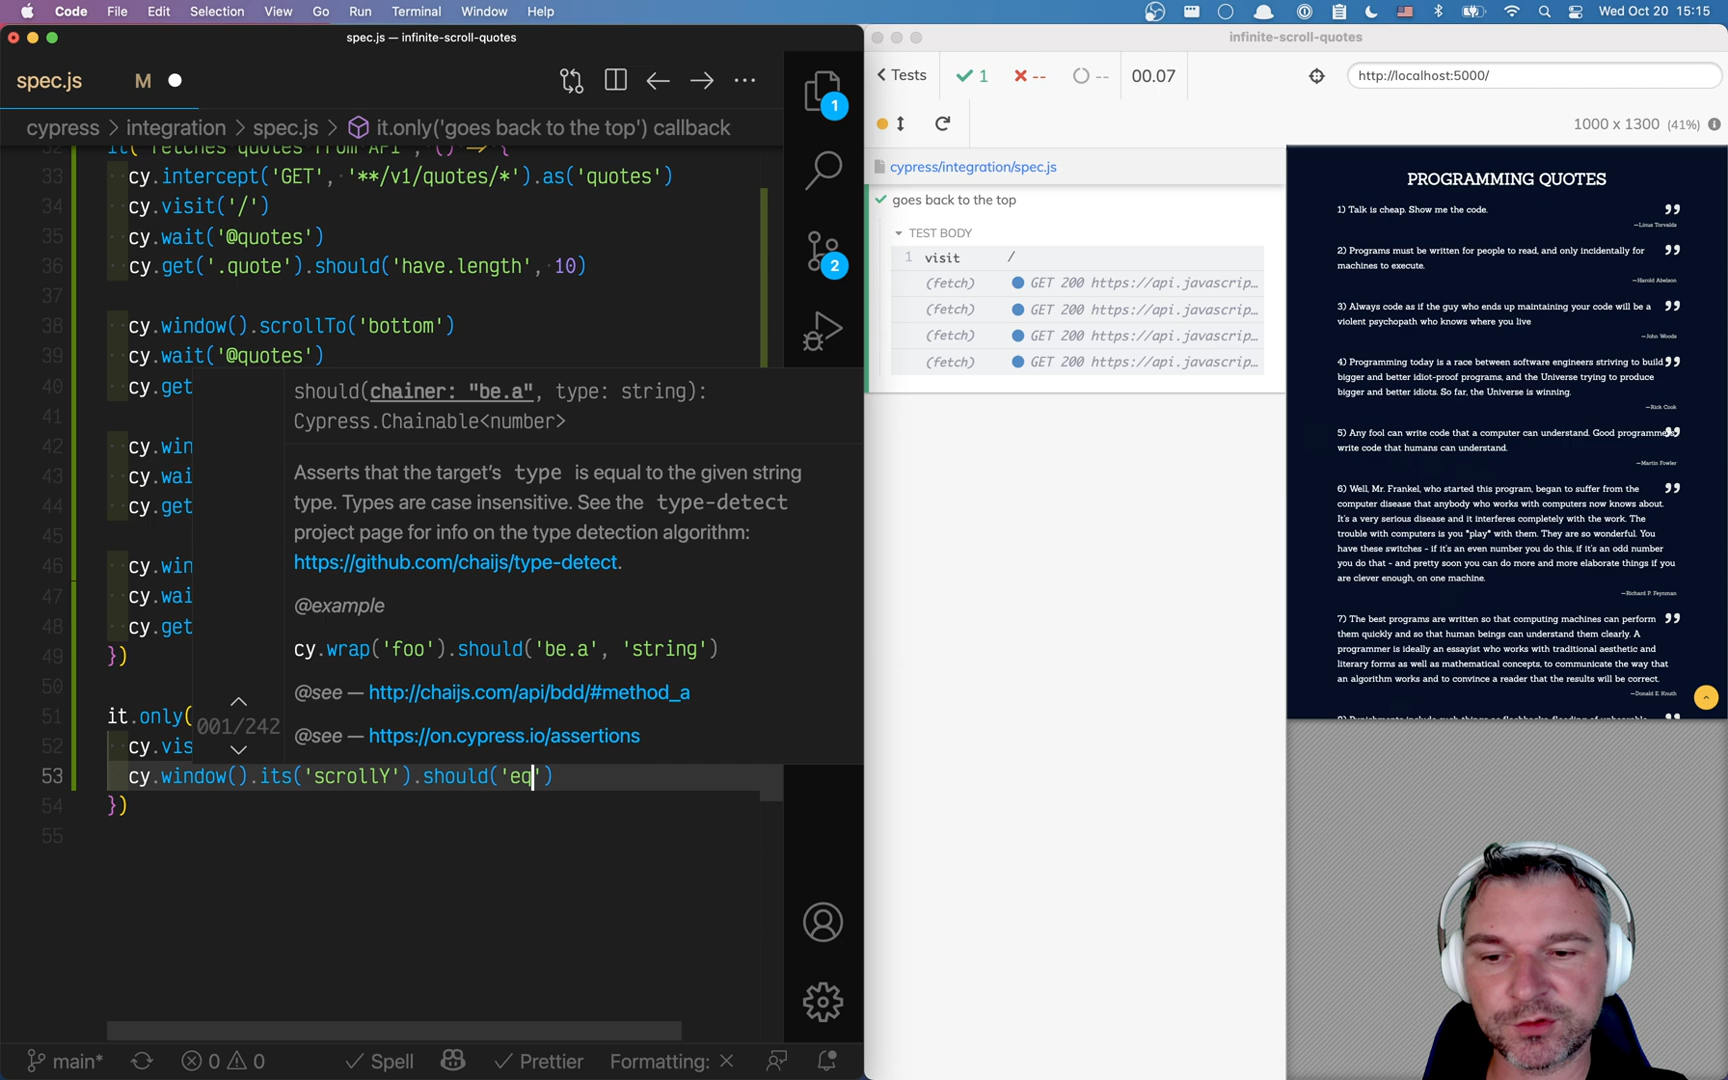 Code File Edit Selection View Go Run Terminal Window Help
Wed Oct 20 15:15
spec.js — infinite-scroll-quotes
spec.js M
1
cypress > integration > spec.js > it.only('goes back to the top') callback
32 it('fetches quotes from API', () => {
33 cy.intercept('GET', '**/v1/quotes/*').as('quotes')
34 cy.visit('/')
35 cy.wait('@quotes')
36 cy.get('.quote').should('have.length', 10)
37
38 cy.window().scrollTo('bottom')
39 cy.wait('@quotes')
40 cy.get
41
42 cy.win
43 cy.wai
44 cy.get
45
46 cy.win
47 cy.wai
48 cy.get
49 })
50
51 it.only(
52 cy.vis
53 cy.window().its('scrollY').should('eq')
54 })
55
should(chainer: "be.a", type: string):
Cypress.Chainable<number>
Asserts that the target's type is equal to the given string
type. Types are case insensitive. See the type-detect
project page for info on the type detection algorithm:
https://github.com/chaijs/type-detect.
@example
cy.wrap('foo').should('be.a', 'string')
@see — http://chaijs.com/api/bdd/#method_a
@see — https://on.cypress.io/assertions
001/242
2
main* 0 0 Spell Prettier Formatting:
infinite-scroll-quotes
Tests 1 -- -- 00.07
http://localhost:5000/
1000 x 1300 (41%)
cypress/integration/spec.js
goes back to the top
TEST BODY
1 visit /
(fetch) GET 200 https://api.javascrip…
(fetch) GET 200 https://api.javascrip…
(fetch) GET 200 https://api.javascrip…
(fetch) GET 200 https://api.javascrip…
PROGRAMMING QUOTES
1) Talk is cheap. Show me the code.
—Linus Torvalds
2) Programs must be written for people to read, and only incidentally for
machines to execute.
—Harold Abelson
3) Always code as if the guy who ends up maintaining your code will be a
violent psychopath who knows where you live
—John Woods
4) Programming today is a race between software engineers striving to build
bigger and better idiot-proof programs, and the Universe trying to produce
bigger and better idiots. So far, the Universe is winning.
—Rick Cook
5) Any fool can write code that a computer can understand. Good programmers
write code that humans can understand.
—Martin Fowler
6) Well, Mr. Frankel, who started this program, began to suffer from the
computer disease that anybody who works with computers now knows about.
It's a very serious disease and it interferes completely with the work. The
trouble with computers is you *play* with them. They are so wonderful. You
have these switches - if it's an even number you do this, if it's an odd number
you do that - and pretty soon you can do more and more elaborate things if you
are clever enough, on one machine.
—Richard P. Feynman
7) The best programs are written so that computing machines can perform
them quickly and so that human beings can understand them clearly. A
programmer is ideally an essayist who works with traditional aesthetic and
literary forms as well as mathematical concepts, to communicate the way that
an algorithm works and to convince a reader that the results will be correct.
—Donald E. Knuth